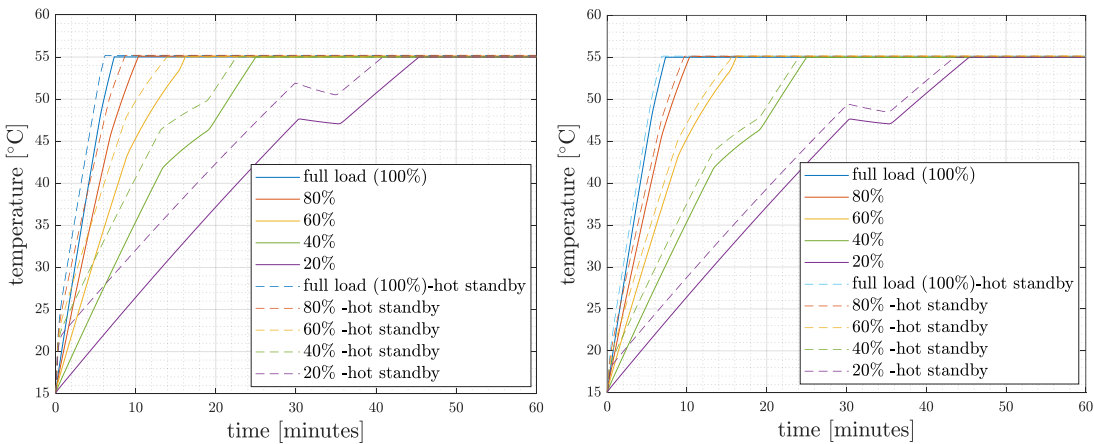 60
55
50
45
40
35
30
25
20
15
temperature [°C]
full load (100%)
80%
60%
40%
20%
full load (100%)-hot standby
80% -hot standby
60% -hot standby
40% -hot standby
20% -hot standby
0 10 20 30 40 50 60
time [minutes]
60
55
50
45
40
35
30
25
20
15
temperature [°C]
full load (100%)
80%
60%
40%
20%
full load (100%)-hot standby
80% -hot standby
60% -hot standby
40% -hot standby
20% -hot standby
0 10 20 30 40 50 60
time [minutes]